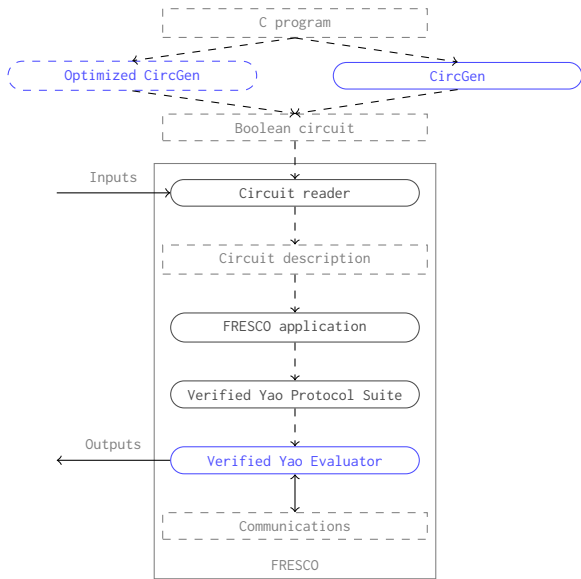 C program
Optimized CircGen
CircGen
Boolean circuit
Inputs
Circuit reader
Circuit description
FRESCO application
Verified Yao Protocol Suite
Outputs
Verified Yao Evaluator
Communications
FRESCO